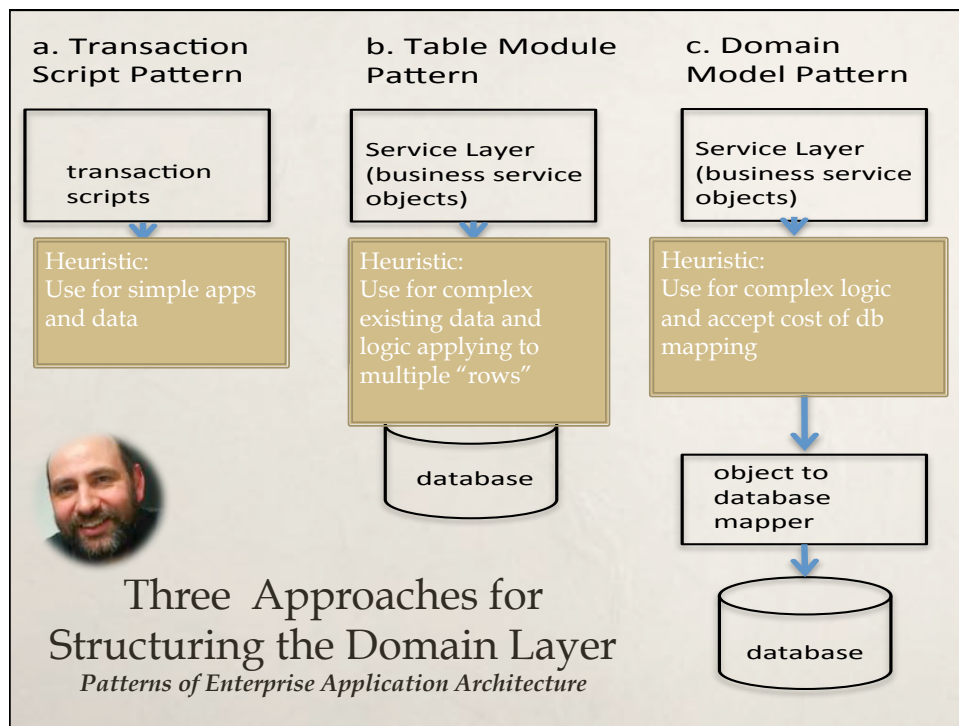 a. Transaction
Script Pattern
transaction
scripts
Heuristic:
Use for simple apps
and data
b. Table Module
Pattern
Service Layer
(business service
objects)
Heuristic:
Use for complex
existing data and
logic applying to
multiple “rows”
database
c. Domain
Model Pattern
Service Layer
(business service
objects)
Heuristic:
Use for complex logic
and accept cost of db
mapping
object to
database
mapper
database
Three Approaches for
Structuring the Domain Layer
Patterns of Enterprise Application Architecture